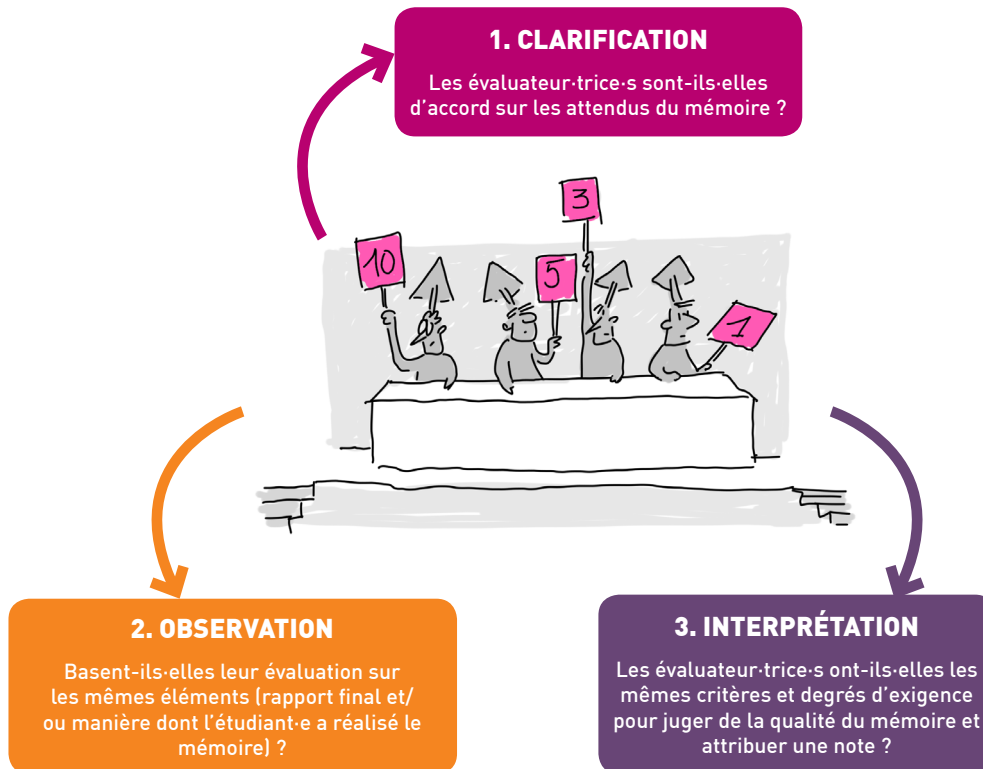 1. CLARIFICATION
Les évaluateur·trice·s sont-ils·elles
d’accord sur les attendus du mémoire ?
3
10
5
1
2. OBSERVATION
Basent-ils·elles leur évaluation sur
les mêmes éléments (rapport final et/
ou manière dont l’étudiant·e a réalisé le
mémoire) ?
3. INTERPRÉTATION
Les évaluateur·trice·s ont-ils·elles les
mêmes critères et degrés d’exigence
pour juger de la qualité du mémoire et
attribuer une note ?